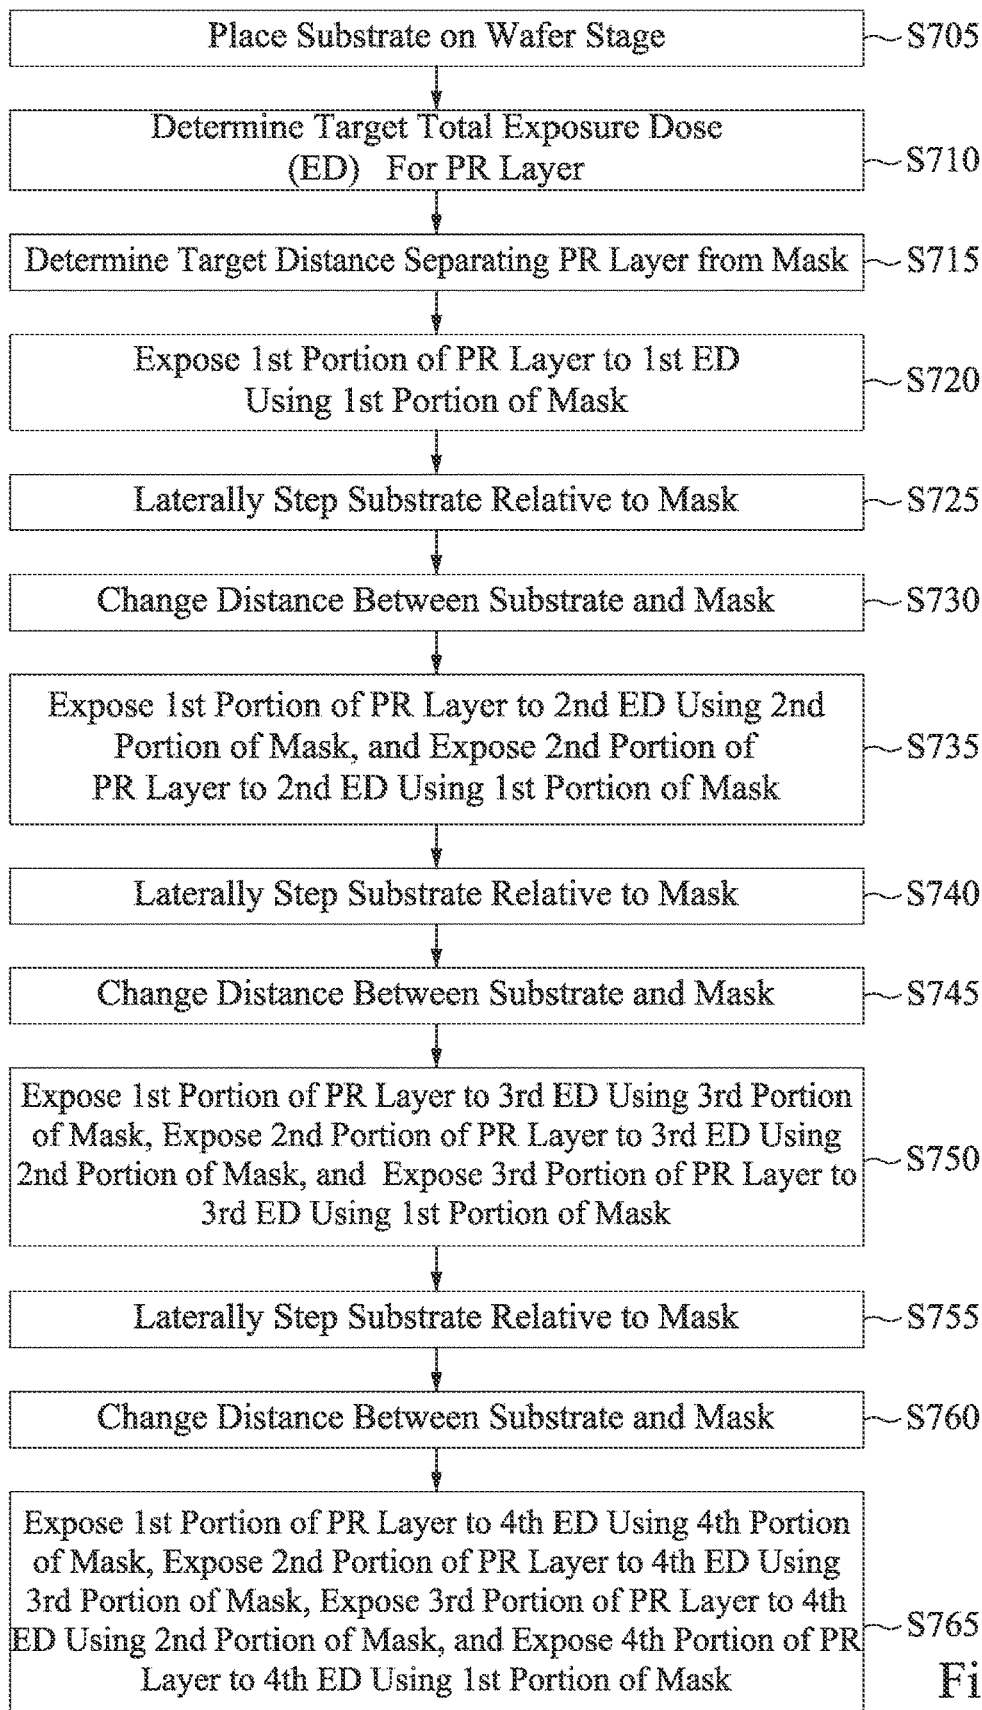 Place Substrate on Wafer Stage
S705
Determine Target Total Exposure Dose
(ED) For PR Layer
S710
Determine Target Distance Separating PR Layer from Mask
S715
Expose 1st Portion of PR Layer to 1st ED
Using 1st Portion of Mask
S720
Laterally Step Substrate Relative to Mask
S725
Change Distance Between Substrate and Mask
S730
Expose 1st Portion of PR Layer to 2nd ED Using 2nd
Portion of Mask, and Expose 2nd Portion of
PR Layer to 2nd ED Using 1st Portion of Mask
S735
Laterally Step Substrate Relative to Mask
S740
Change Distance Between Substrate and Mask
S745
Expose 1st Portion of PR Layer to 3rd ED Using 3rd Portion
of Mask, Expose 2nd Portion of PR Layer to 3rd ED Using
2nd Portion of Mask, and Expose 3rd Portion of PR Layer to
3rd ED Using 1st Portion of Mask
S750
Laterally Step Substrate Relative to Mask
S755
Change Distance Between Substrate and Mask
S760
Expose 1st Portion of PR Layer to 4th ED Using 4th Portion
of Mask, Expose 2nd Portion of PR Layer to 4th ED Using
3rd Portion of Mask, Expose 3rd Portion of PR Layer to 4th
ED Using 2nd Portion of Mask, and Expose 4th Portion of PR
Layer to 4th ED Using 1st Portion of Mask
S765
Fi